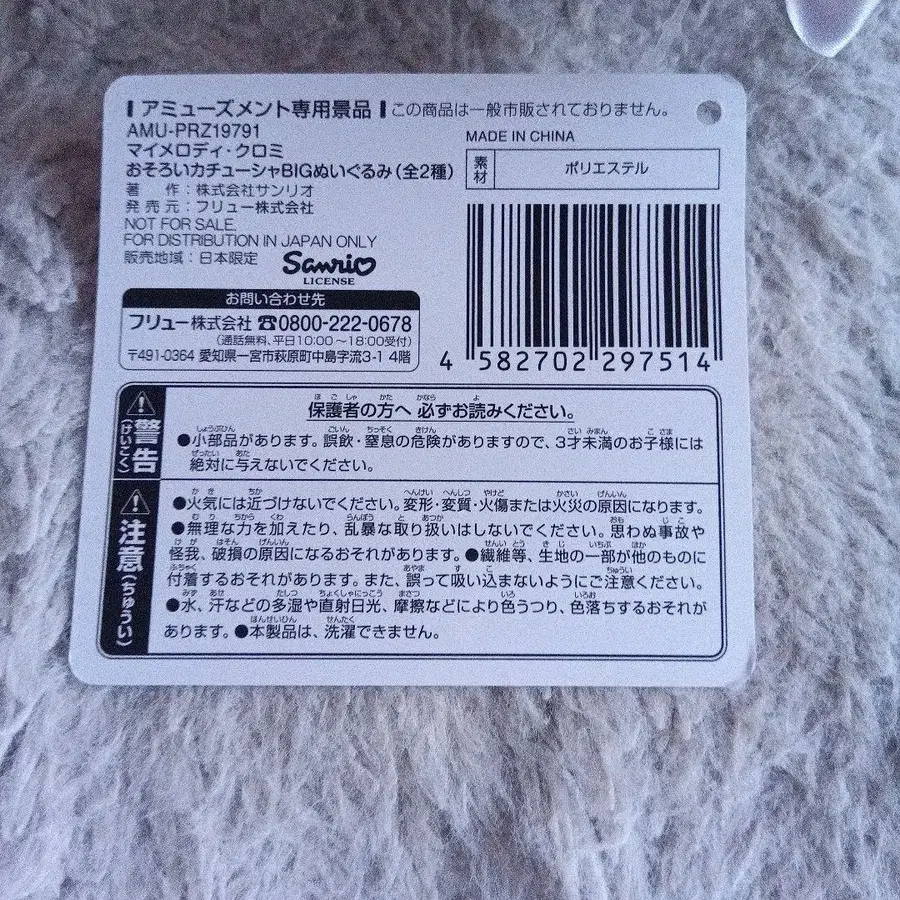 アミューズメント専用景品 この商品は一般市販されておりません。
AMU-PRZ19791
マイメロディ・クロミ
おそろいカチューシャBIGぬいぐるみ(全2種)
著作:株式会社サンリオ
発売元:フリュー株式会社
NOT FOR SALE.
FOR DISTRIBUTION IN JAPAN ONLY
販売地域:日本限定
Sanrio
LICENSE
お問い合わせ先
フリュー株式会社 ☎0800-222-0678
(通話無料、平日10:00～18:00受付)
〒491-0364 愛知県一宮市萩原町中島字流3-1 4階
MADE IN CHINA
素材 ポリエステル
4 582702 297514
警告(けいこく)
保護者の方へ 必ずお読みください。
●小部品があります。誤飲・窒息の危険がありますので、3才未満のお子様には
絶対に与えないでください。
注意(ちゅうい)
●火気には近づけないでください。変形・変質・火傷または火災の原因になります。
●無理な力を加えたり、乱暴な取り扱いはしないでください。思わぬ事故や
怪我、破損の原因になるおそれがあります。●繊維等、生地の一部が他のものに
付着するおそれがあります。また、誤って吸い込まないようにご注意ください。
●水、汗などの多湿や直射日光、摩擦などにより色うつり、色落ちするおそれが
あります。●本製品は、洗濯できません。